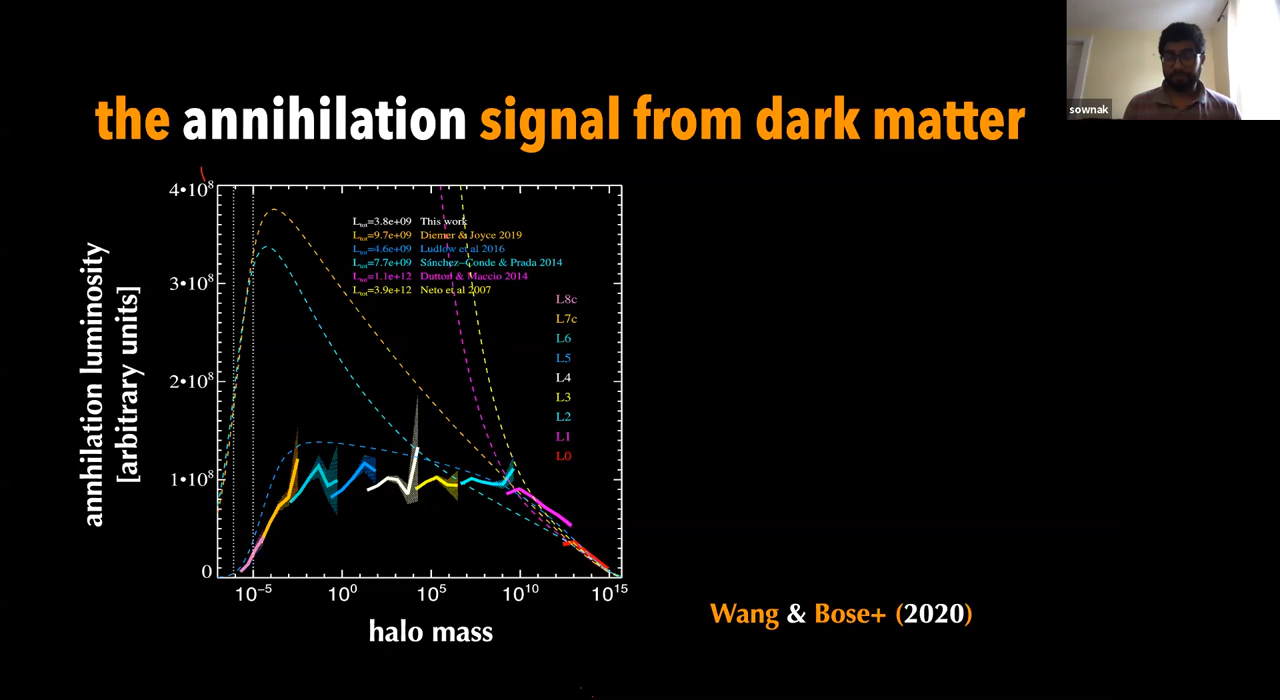 sownak
the annihilation signal from dark matter
annhilation luminosity
[arbitrary units]
4•10⁸
3•10⁸
2•10⁸
1•10⁸
0
Lₜₒₜ=3.8e+09 This work
Lₜₒₜ=9.7e+09 Diemer & Joyce 2019
Lₜₒₜ=4.6e+09 Ludlow et al 2016
Lₜₒₜ=7.7e+09 Sánchez–Conde & Prada 2014
Lₜₒₜ=1.1e+12 Dutton & Maccio 2014
Lₜₒₜ=3.9e+12 Neto et al 2007
L8c
L7c
L6
L5
L4
L3
L2
L1
L0
10⁻⁵ 10⁰ 10⁵ 10¹⁰ 10¹⁵
halo mass
Wang & Bose+ (2020)